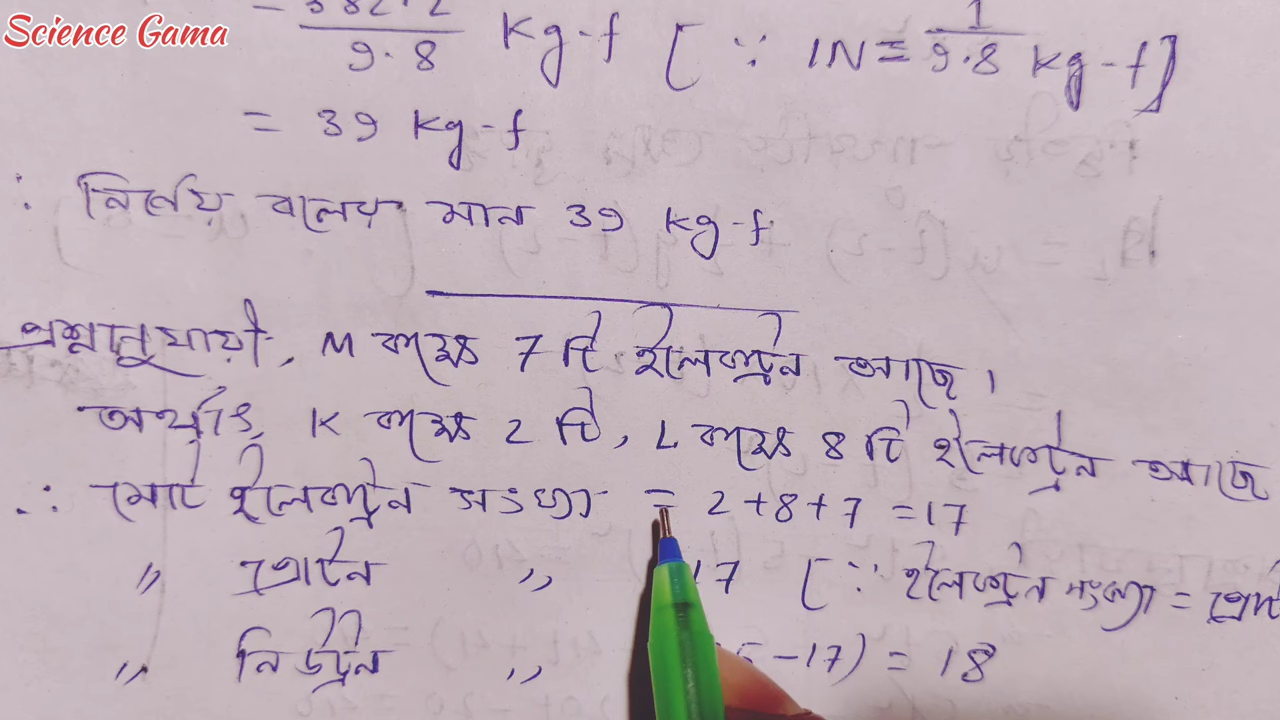 Science Gama
= 382.2 / 9.8 Kg-f [ ∵ 1N = 1 / 9.8 kg-f ]
= 39 Kg-f
∴ নির্ণেয় বলের মান 39 kg-f
প্রশ্নানুযায়ী, M কক্ষে 7 টি ইলেকট্রন আছে।
অর্থাৎ, K কক্ষে 2 টি, L কক্ষে 8 টি ইলেকট্রন আছে
∴ মোট ইলেকট্রন সংখ্যা = 2+8+7 = 17
" প্রোটন " 17 [ ∵ ইলেকট্রন সংখ্যা =
" নিউট্রন " -17) = 18